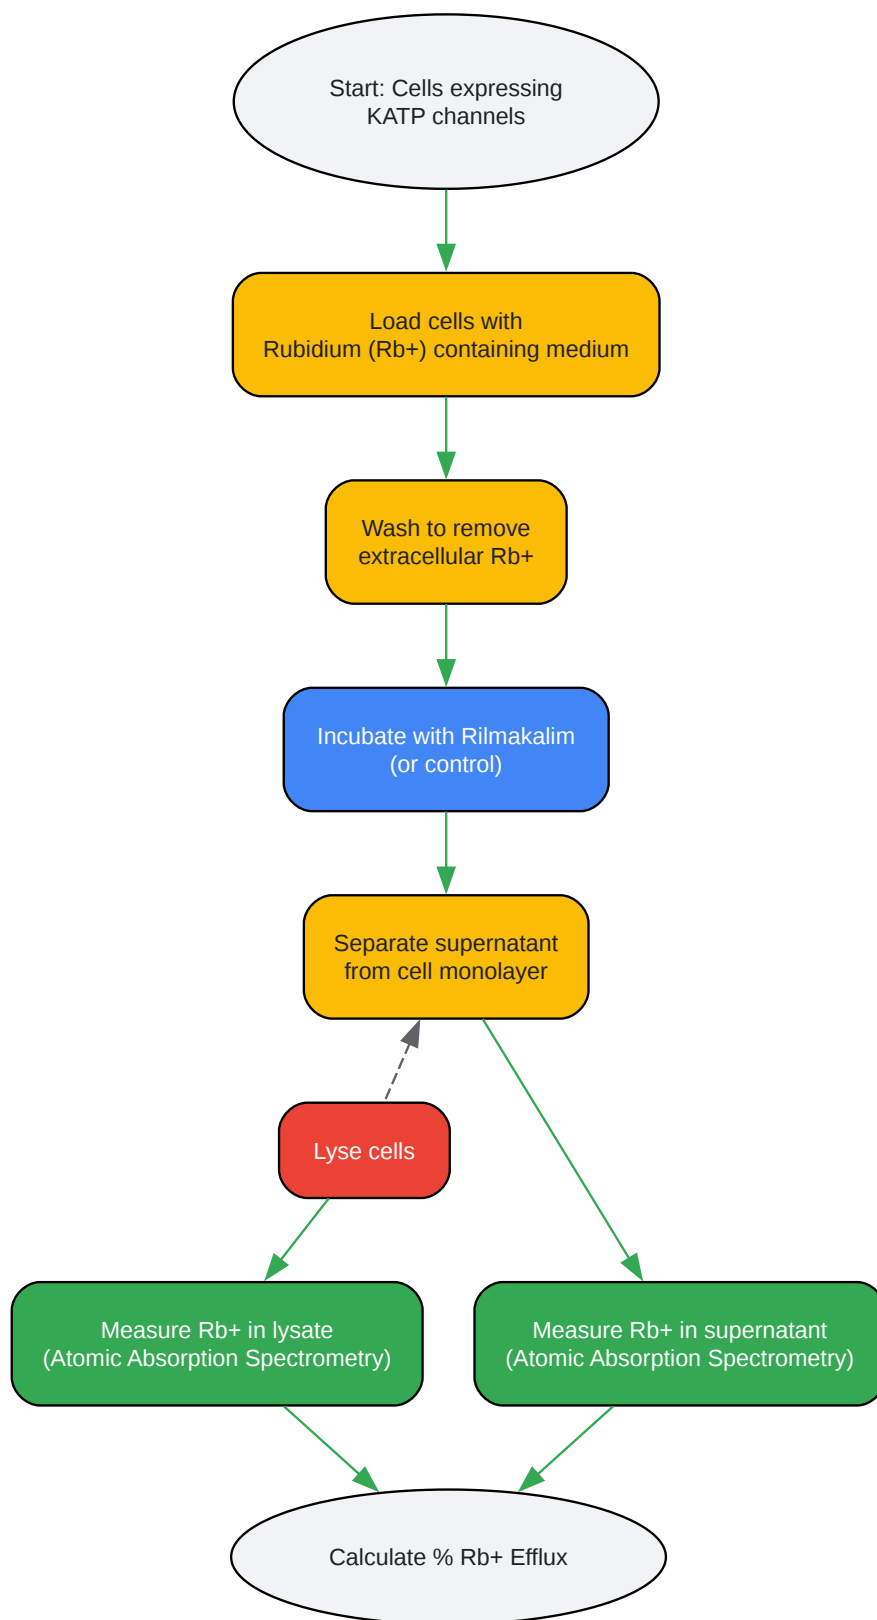 Start: Cells expressing
KATP channels
Load cells with
Rubidium (Rb+) containing medium
Wash to remove
extracellular Rb+
Incubate with Rilmakalim
(or control)
Separate supernatant
from cell monolayer
Lyse cells
Measure Rb+ in lysate
(Atomic Absorption Spectrometry)
Measure Rb+ in supernatant
(Atomic Absorption Spectrometry)
Calculate % Rb+ Efflux